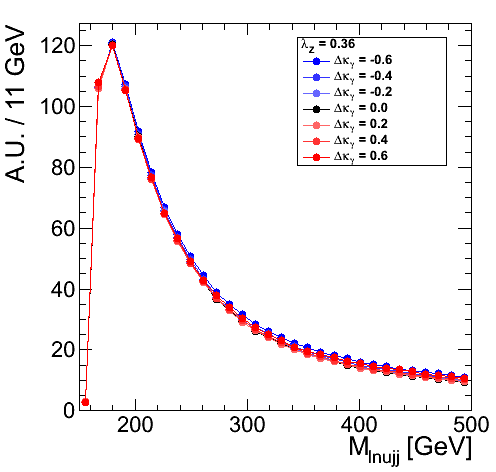 A.U. / 11 GeV
120
100
80
60
40
20
0
λz = 0.36
Δκγ = -0.6
Δκγ = -0.4
Δκγ = -0.2
Δκγ = 0.0
Δκγ = 0.2
Δκγ = 0.4
Δκγ = 0.6
200 300 400 500
Mlnujj [GeV]